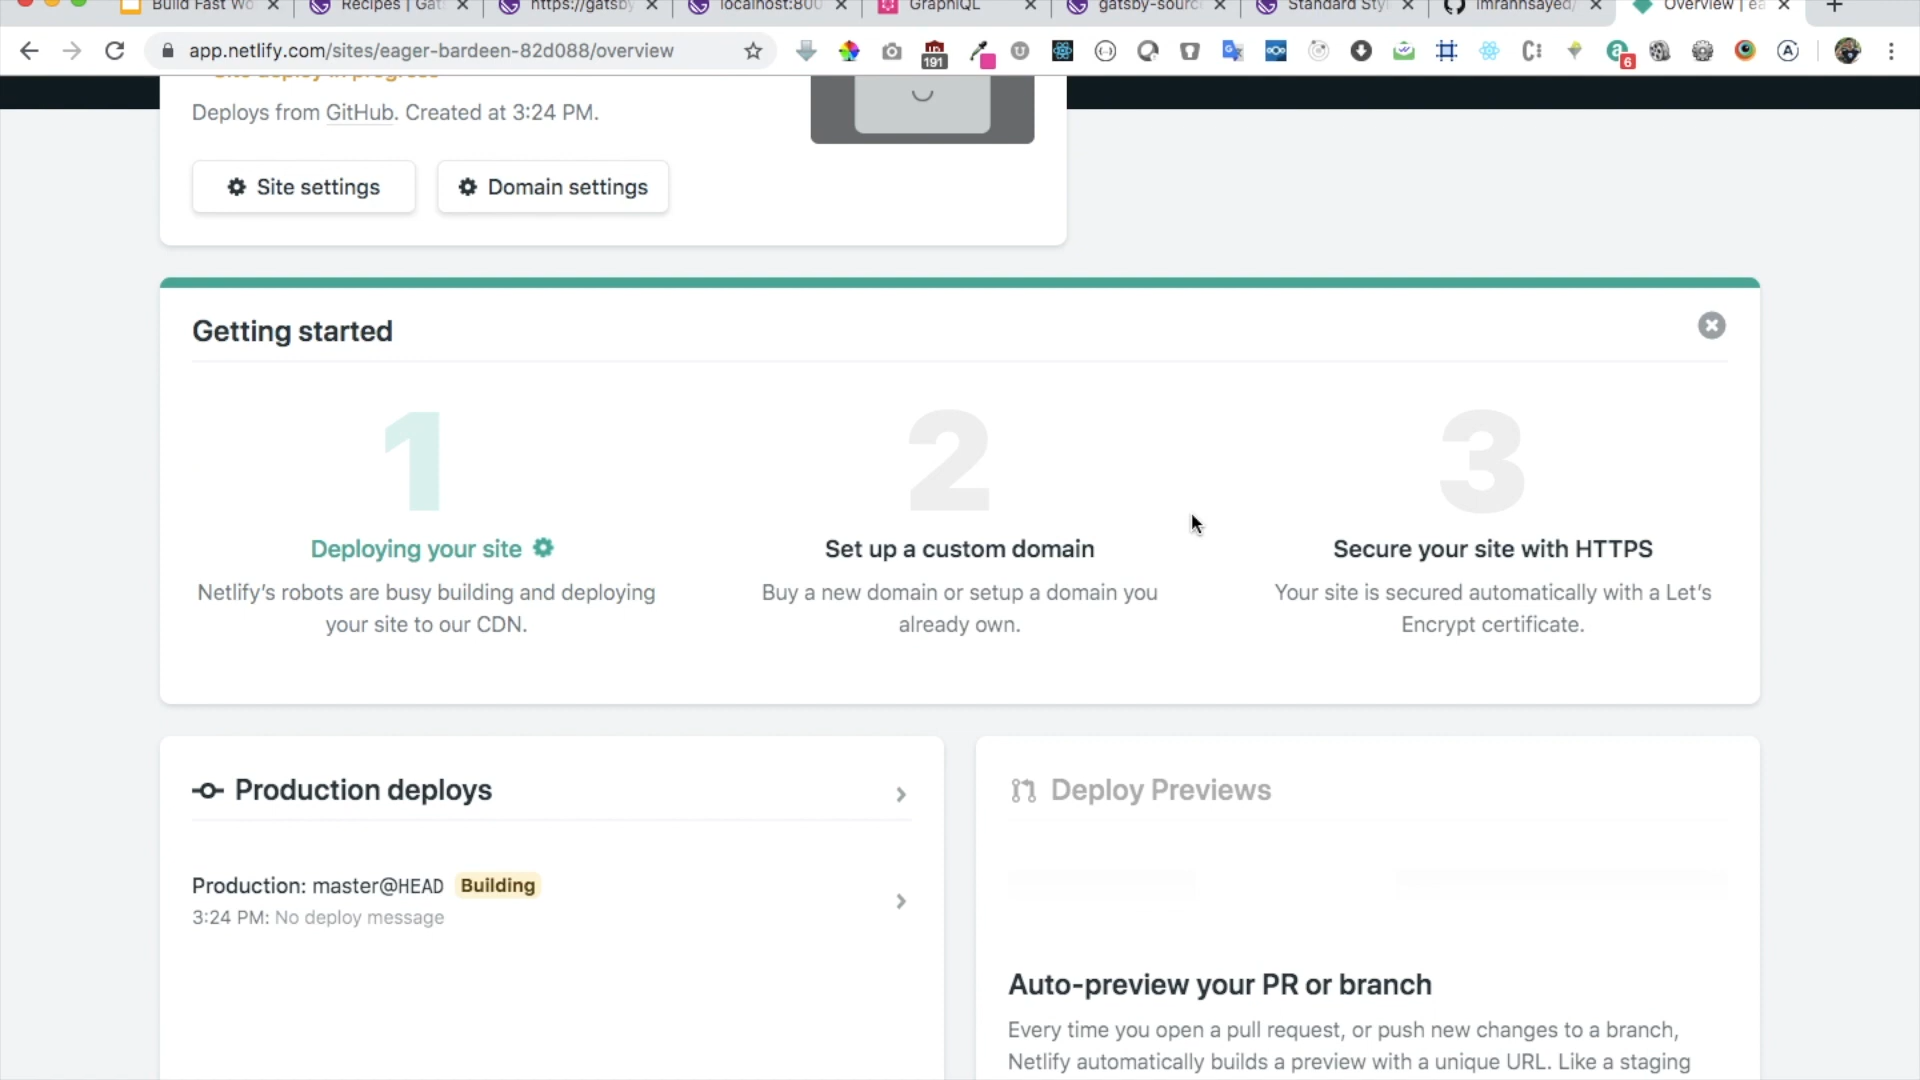 Build Fast Wo
Recipes | Gat
https://gatsby
localhost:800
GraphiQL
gatsby-sourc
Standard Styl
imranhsayed/
Overview | ea
app.netlify.com/sites/eager-bardeen-82d088/overview
191
6
Site deploy in progress
Deploys from GitHub. Created at 3:24 PM.
Site settings
Domain settings
Getting started
1
2
3
Deploying your site
Netlify’s robots are busy building and deploying
your site to our CDN.
Set up a custom domain
Buy a new domain or setup a domain you
already own.
Secure your site with HTTPS
Your site is secured automatically with a Let’s
Encrypt certificate.
Production deploys
Production: master@HEAD Building
3:24 PM: No deploy message
Deploy Previews
Auto-preview your PR or branch
Every time you open a pull request, or push new changes to a branch,
Netlify automatically builds a preview with a unique URL. Like a staging